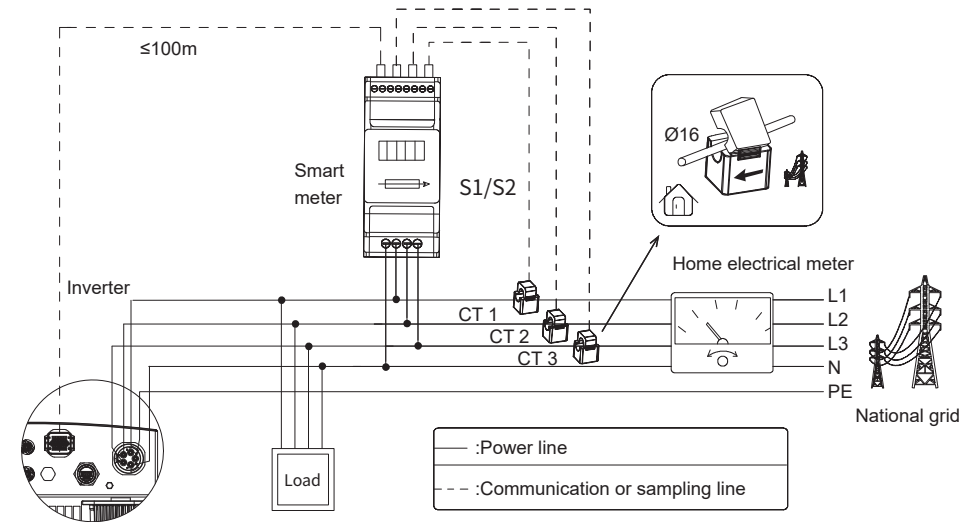 ≤100m
Smart
meter
S1/S2
Ø16
Home electrical meter
Inverter
L1
CT 1
L2
CT 2
L3
CT 3
N
PE
National grid
Load
:Power line
:Communication or sampling line